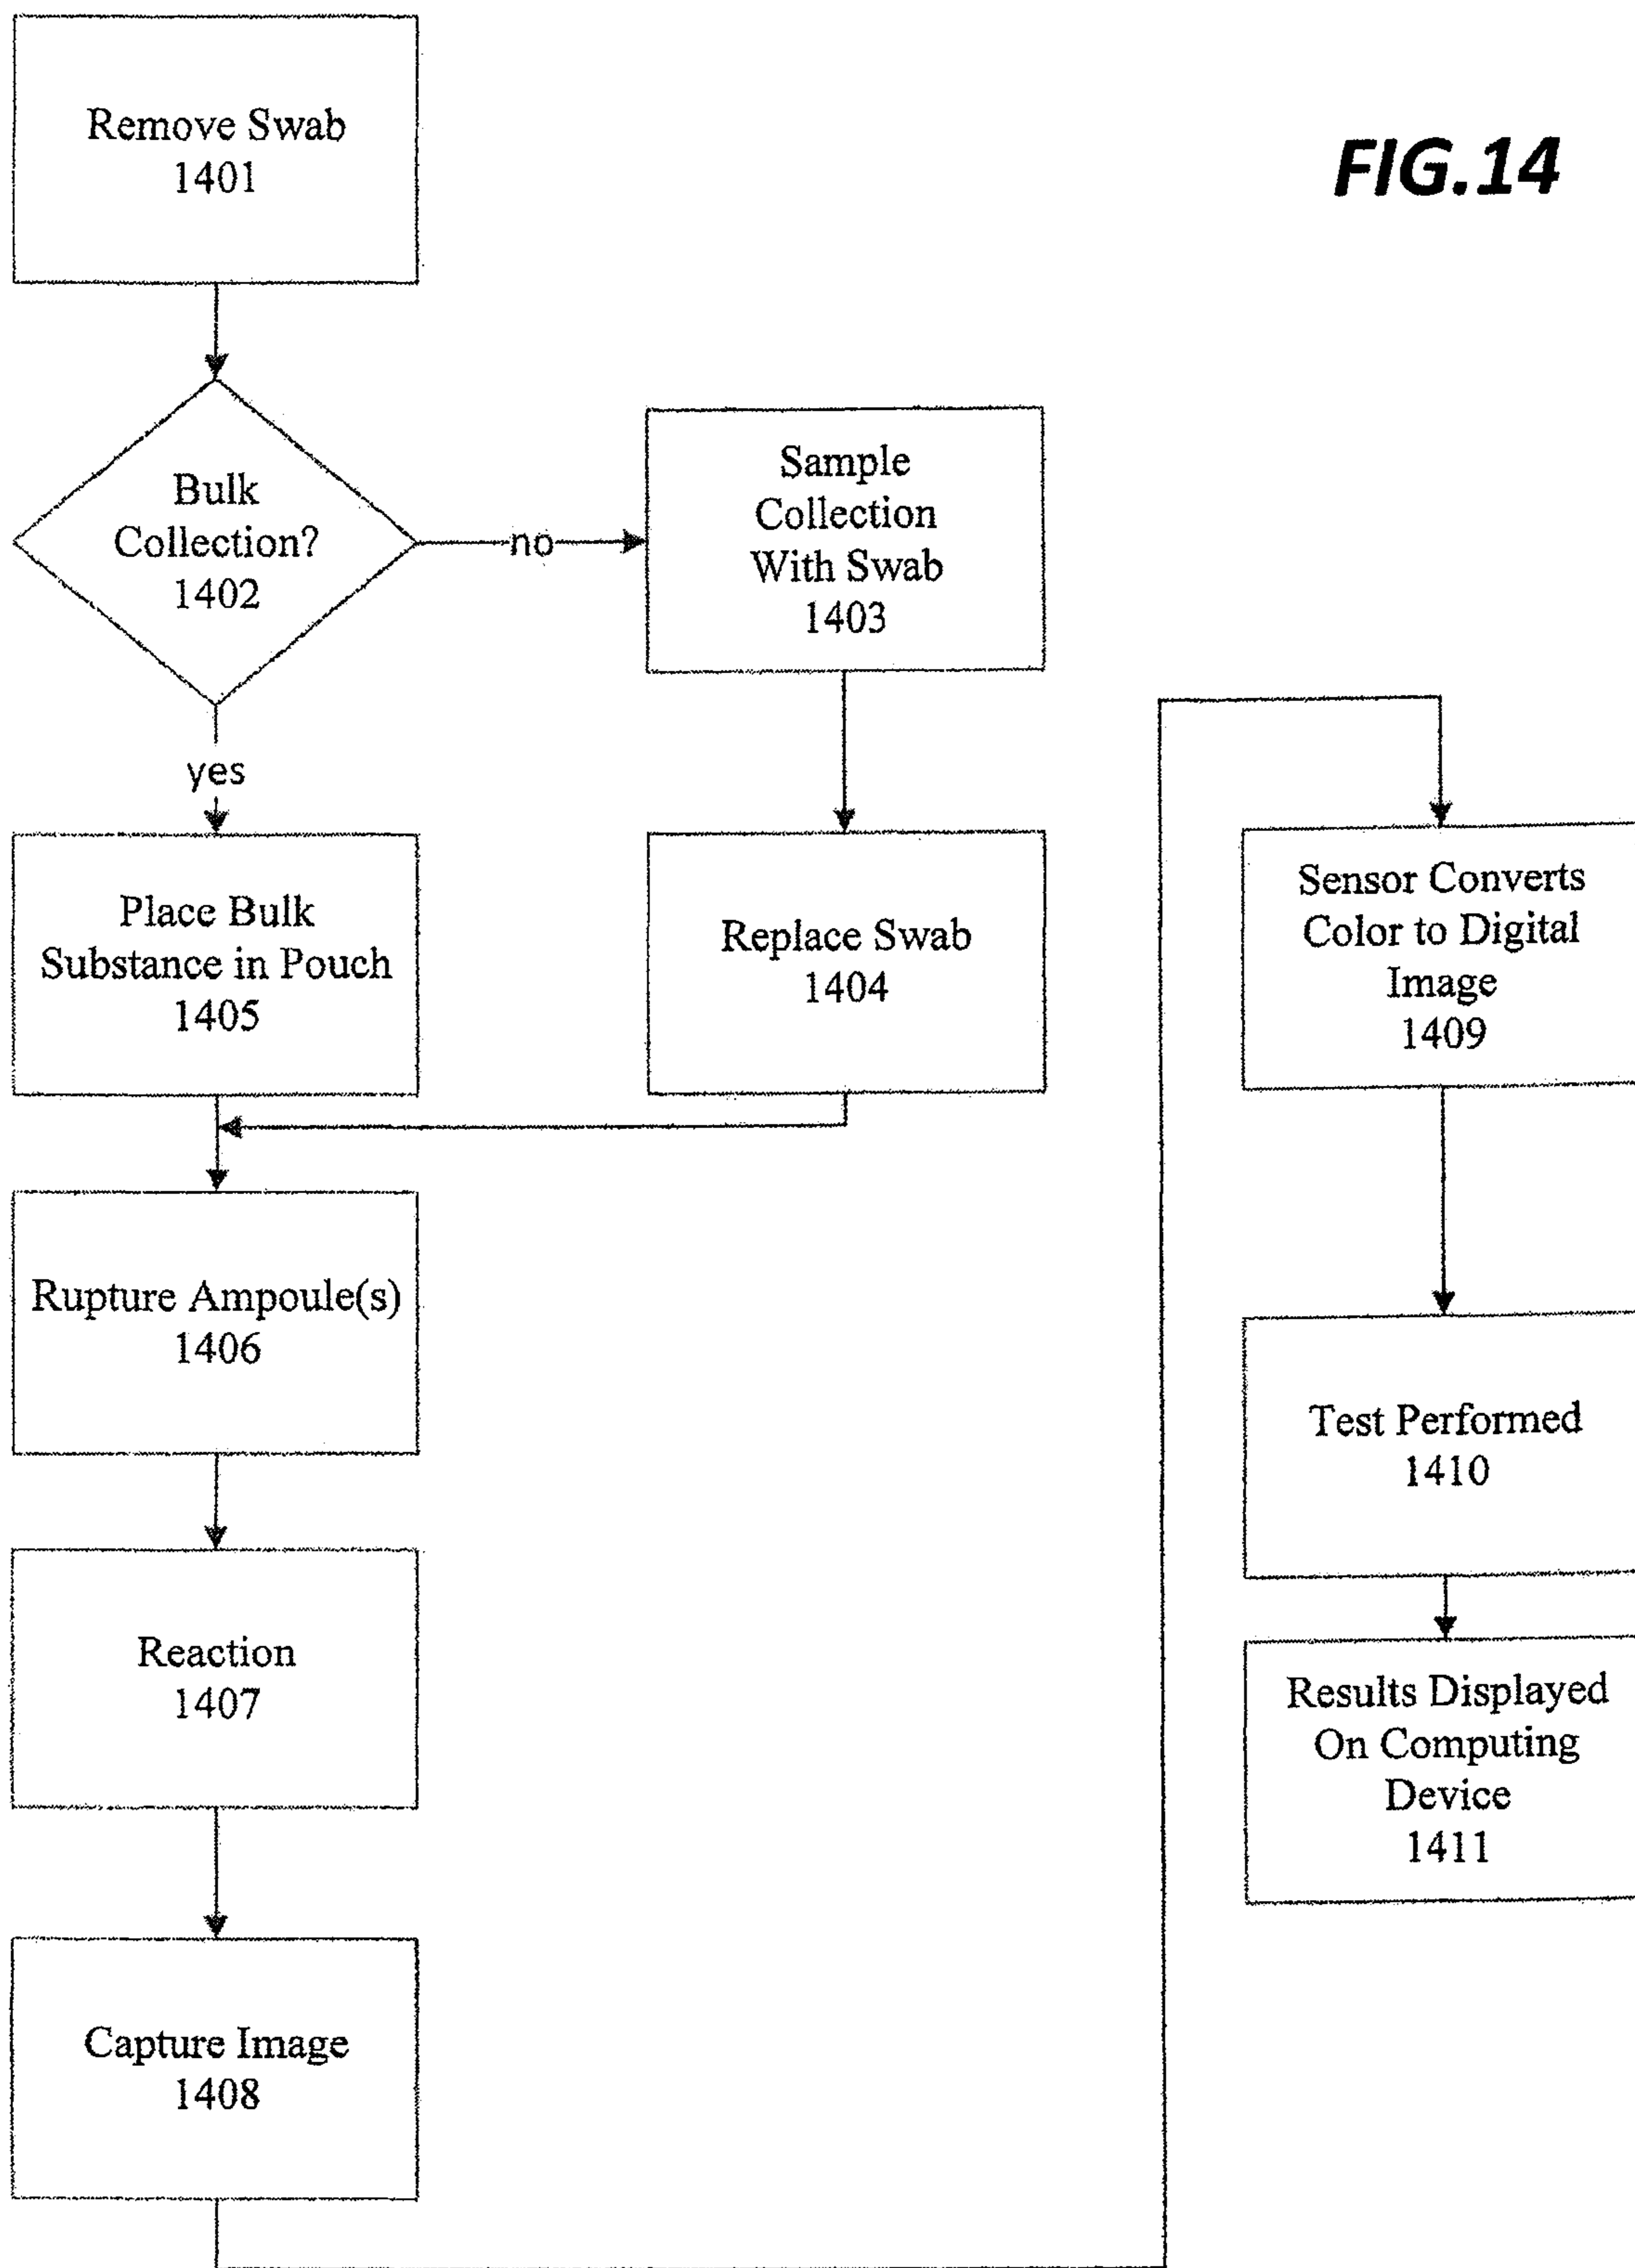 FIG.14
Remove Swab
1401
Bulk
Collection?
1402
no
Sample
Collection
With Swab
1403
yes
Place Bulk
Substance in Pouch
1405
Replace Swab
1404
Rupture Ampoule(s)
1406
Reaction
1407
Capture Image
1408
Sensor Converts
Color to Digital
Image
1409
Test Performed
1410
Results Displayed
On Computing
Device
1411